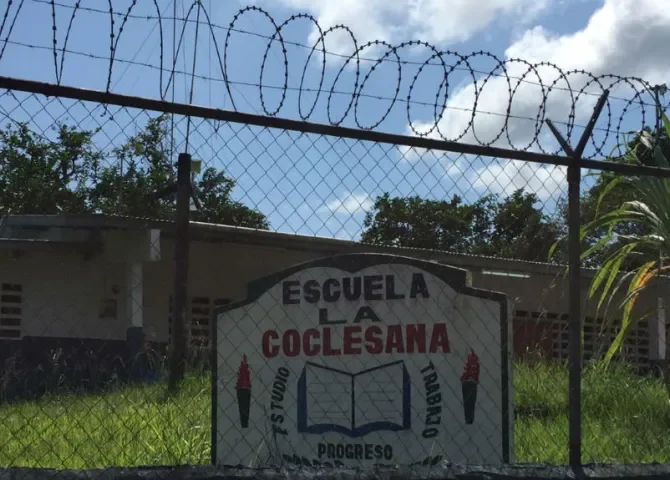 ESCUELA
LA
COCLESANA
ESTUDIO
TRABAJO
PROGRESO